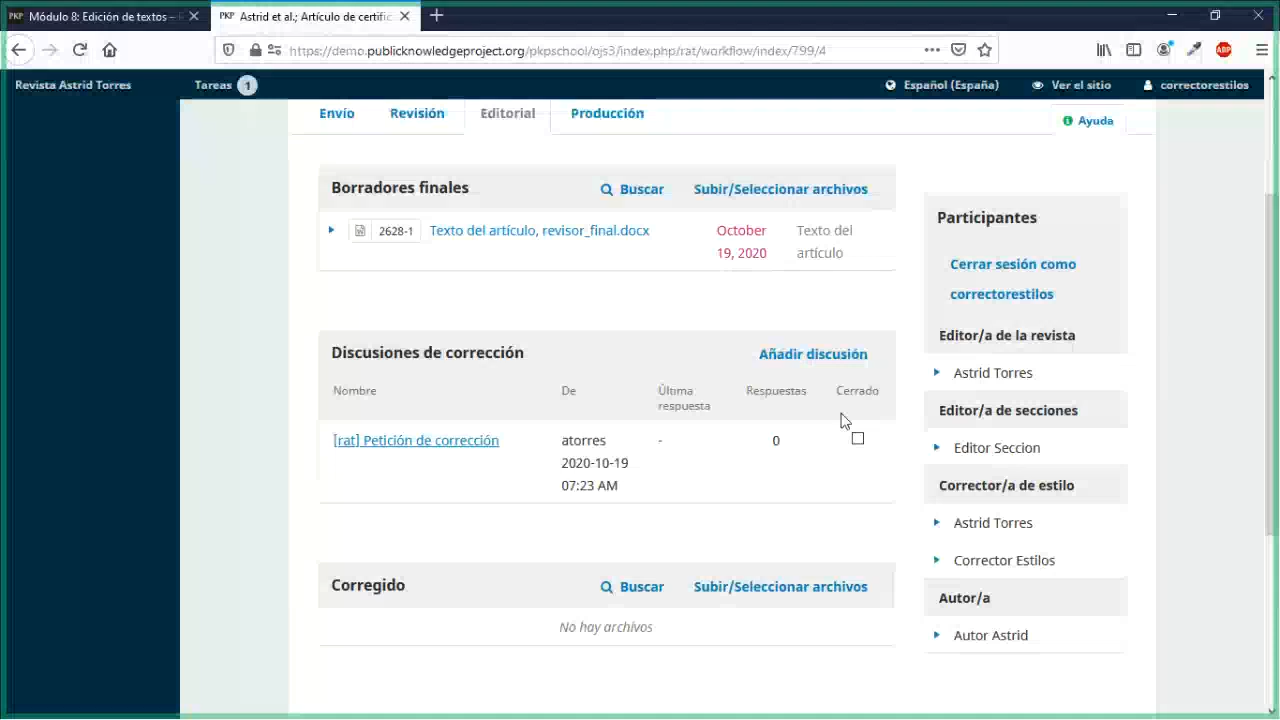 Módulo 8: Edición de textos –
Astrid et al.; Artículo de certific
https://demo.publicknowledgeproject.org/pkpschool/ojs3/index.php/rat/workflow/index/799/4
ABP
Revista Astrid Torres
Tareas 1
Español (España)
Ver el sitio
correctorestilos
Envío
Revisión
Editorial
Producción
Ayuda
Borradores finales
Buscar
Subir/Seleccionar archivos
2628-1
Texto del artículo, revisor_final.docx
October
19, 2020
Texto del
artículo
Discusiones de corrección
Añadir discusión
Nombre
De
Última
respuesta
Respuestas
Cerrado
[rat] Petición de corrección
atorres
2020-10-19
07:23 AM
-
0
Corregido
Buscar
Subir/Seleccionar archivos
No hay archivos
Participantes
Cerrar sesión como
correctorestilos
Editor/a de la revista
Astrid Torres
Editor/a de secciones
Editor Seccion
Corrector/a de estilo
Astrid Torres
Corrector Estilos
Autor/a
Autor Astrid